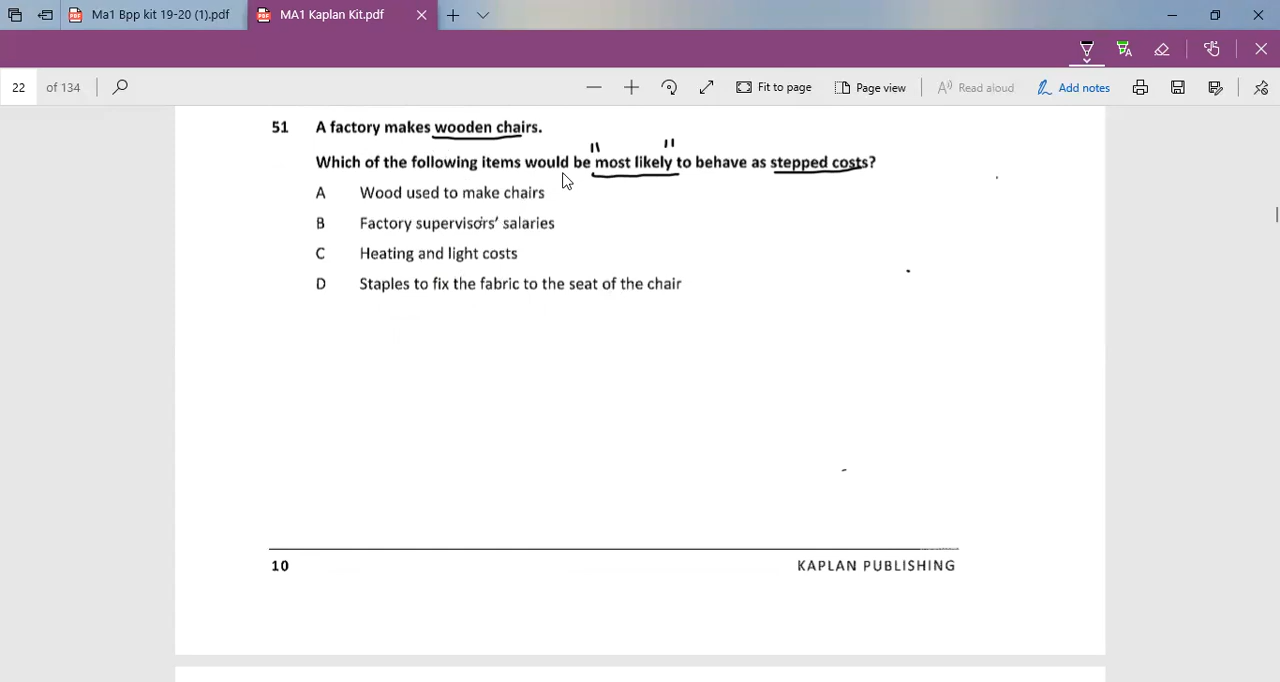 Ma1 Bpp kit 19-20 (1).pdf
MA1 Kaplan Kit.pdf
22 of 134
Fit to page
Page view
Read aloud
Add notes
51 A factory makes wooden chairs.
Which of the following items would be "most likely" to behave as stepped costs?
A Wood used to make chairs
B Factory supervisors' salaries
C Heating and light costs
D Staples to fix the fabric to the seat of the chair
10 KAPLAN PUBLISHING